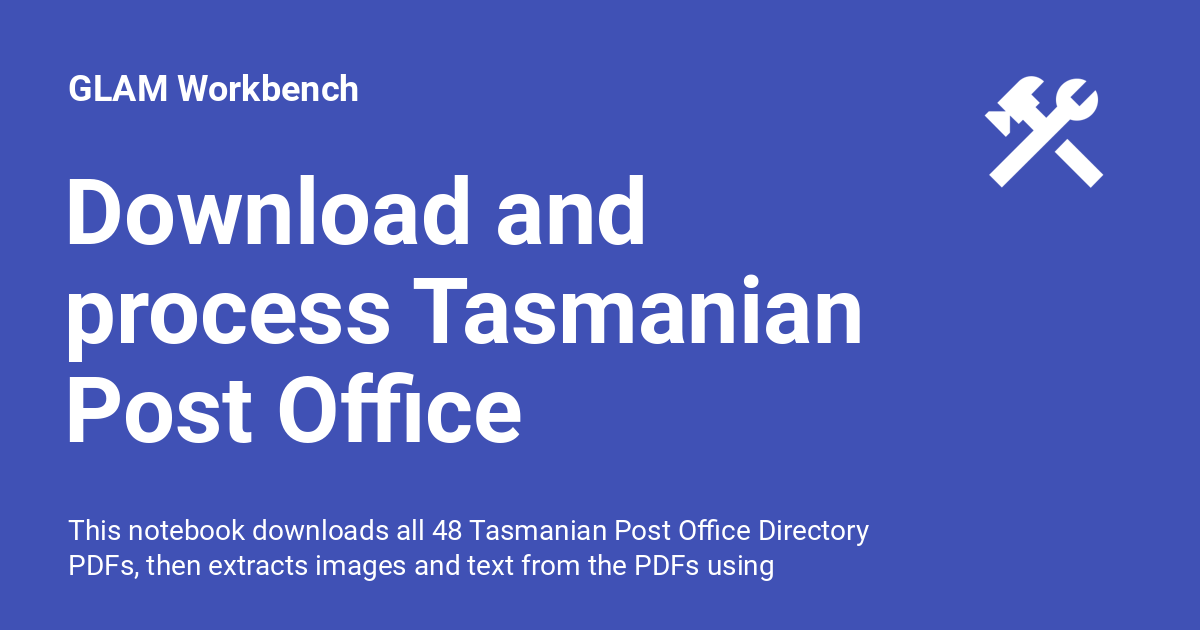 GLAM Workbench
Download and
process Tasmanian
Post Office
This notebook downloads all 48 Tasmanian Post Office Directory
PDFs, then extracts images and text from the PDFs using